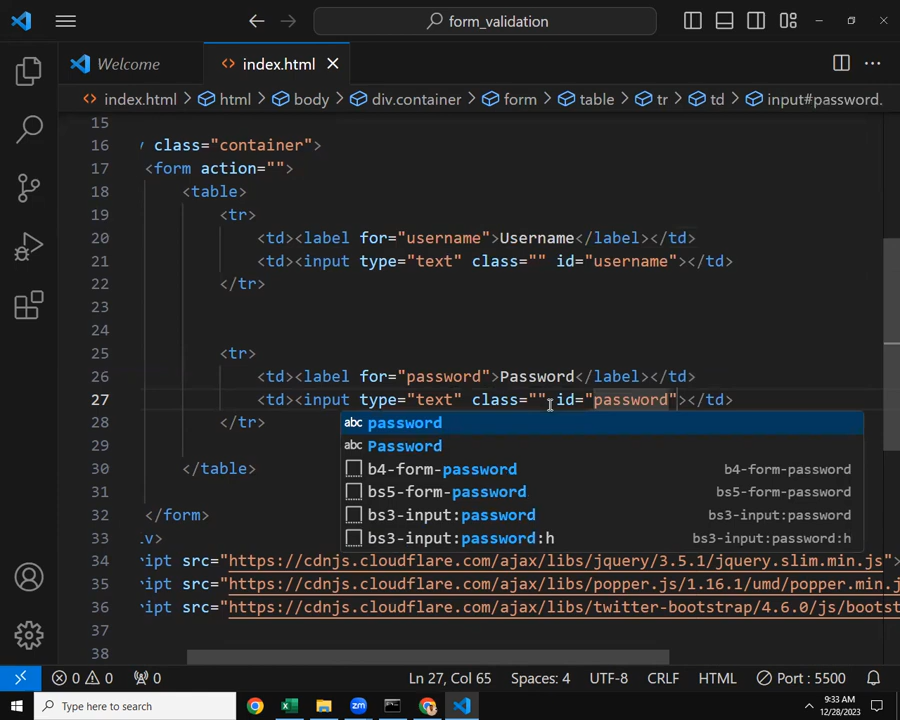 form_validation
Welcome
index.html
index.html html body div.container form table tr td input#password.
15
16 y class="container">
17 <form action="">
18 <table>
19 <tr>
20 <td><label for="username">Username</label></td>
21 <td><input type="text" class="" id="username"></td>
22 </tr>
23
24
25 <tr>
26 <td><label for="password">Password</label></td>
27 <td><input type="text" class="" id="password"></td>
28 </tr>
abc password
29
abc Password
30 </table>
b4-form-password b4-form-password
31
bs5-form-password bs5-form-password
32 </form>
bs3-input:password bs3-input:password
33 .v>
bs3-input:password:h bs3-input:password:h
34 ipt src="https://cdnjs.cloudflare.com/ajax/libs/jquery/3.5.1/jquery.slim.min.js">
35 ipt src="https://cdnjs.cloudflare.com/ajax/libs/popper.js/1.16.1/umd/popper.min.j
36 ipt src="https://cdnjs.cloudflare.com/ajax/libs/twitter-bootstrap/4.6.0/js/bootst
37
38
0 0 0 Ln 27, Col 65 Spaces: 4 UTF-8 CRLF HTML Port : 5500
Type here to search
zm
9:33 AM
12/28/2023